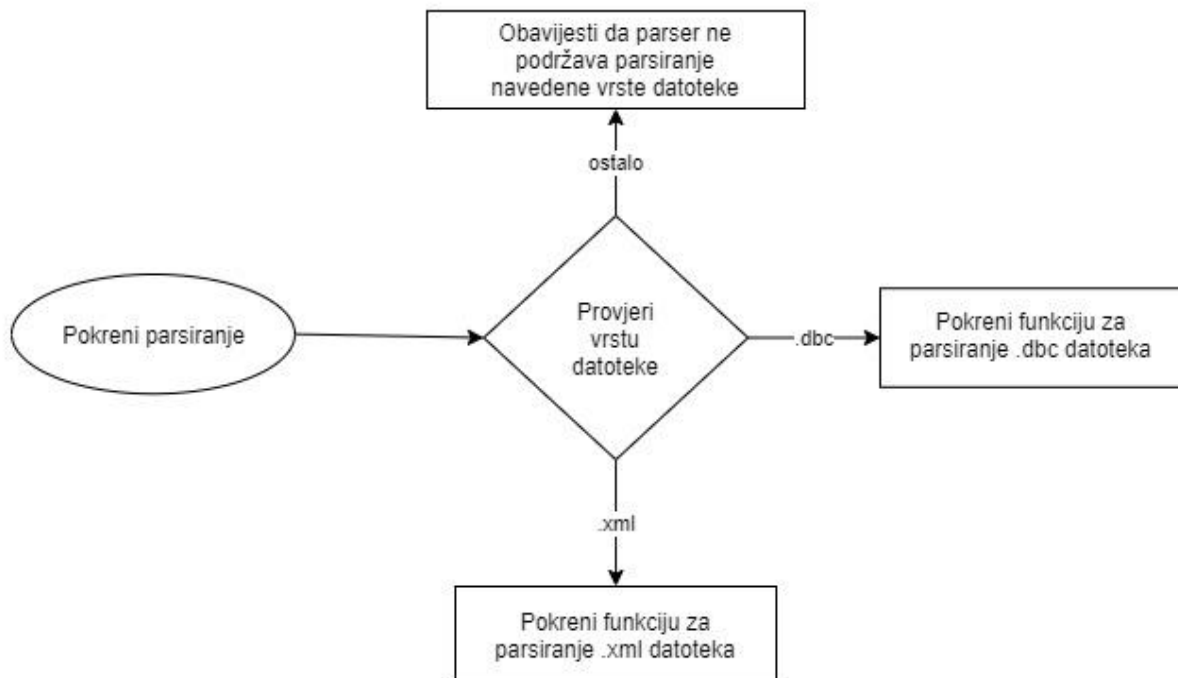 Obavijesti da parser ne
podržava parsiranje
navedene vrste datoteke
ostalo
Pokreni parsiranje
Provjeri
vrstu
datoteke
.dbc
Pokreni funkciju za
parsiranje .dbc datoteka
.xml
Pokreni funkciju za
parsiranje .xml datoteka